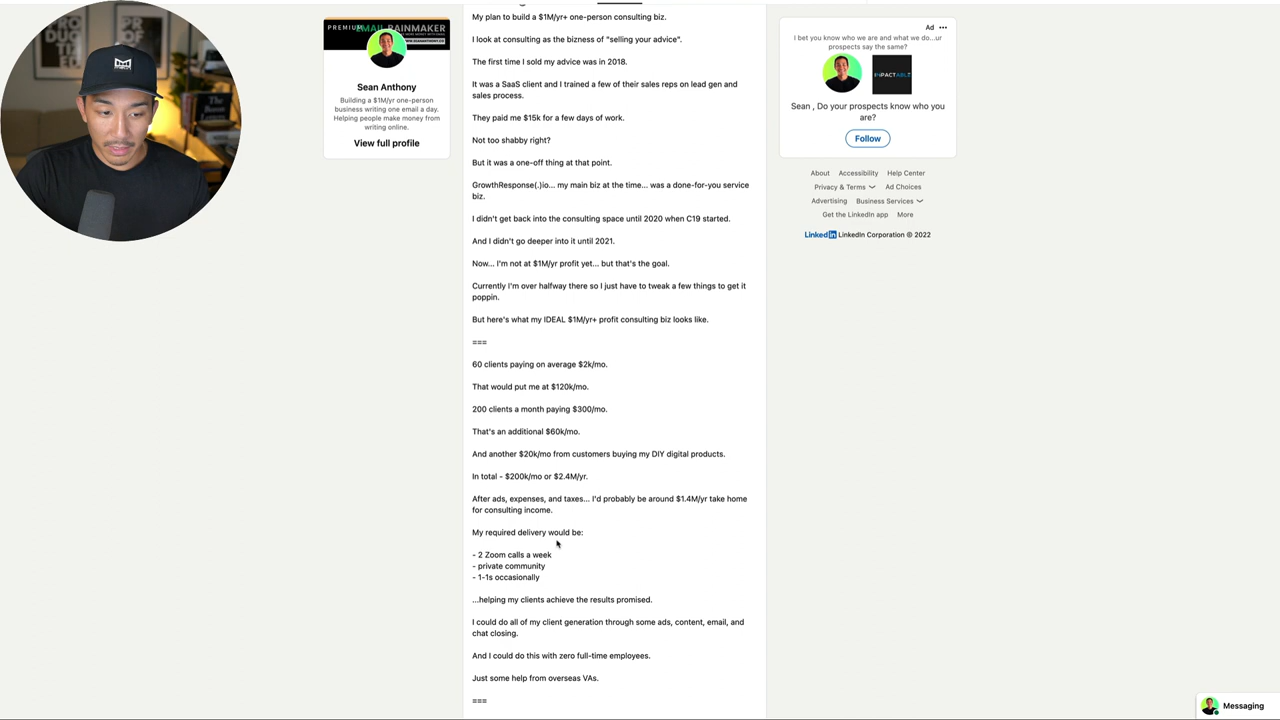 PREMIUM EMAIL RAINMAKER
Sean Anthony
Building a $1M/yr one-person
business writing one email a day.
Helping people make money from
writing online.
View full profile
My plan to build a $1M/yr+ one-person consulting biz.
I look at consulting as the bizness of "selling your advice".
The first time I sold my advice was in 2018.
It was a SaaS client and I trained a few of their sales reps on lead gen and
sales process.
They paid me $15k for a few days of work.
Not too shabby right?
But it was a one-off thing at that point.
GrowthResponse(.)io... my main biz at the time... was a done-for-you service
biz.
I didn't get back into the consulting space until 2020 when C19 started.
And I didn't go deeper into it until 2021.
Now... I'm not at $1M/yr profit yet... but that's the goal.
Currently I'm over halfway there so I just have to tweak a few things to get it
poppin.
But here's what my IDEAL $1M/yr+ profit consulting biz looks like.
===
60 clients paying on average $2k/mo.
That would put me at $120k/mo.
200 clients a month paying $300/mo.
That's an additional $60k/mo.
And another $20k/mo from customers buying my DIY digital products.
In total - $200k/mo or $2.4M/yr.
After ads, expenses, and taxes... I'd probably be around $1.4M/yr take home
for consulting income.
My required delivery would be:
- 2 Zoom calls a week
- private community
- 1-1s occasionally
...helping my clients achieve the results promised.
I could do all of my client generation through some ads, content, email, and
chat closing.
And I could do this with zero full-time employees.
Just some help from overseas VAs.
===
Ad •••
I bet you know who we are and what we do...ur
prospects say the same?
IMPACTABLE
Sean , Do your prospects know who you
are?
Follow
About Accessibility Help Center
Privacy & Terms Ad Choices
Advertising Business Services
Get the LinkedIn app More
LinkedIn LinkedIn Corporation © 2022
Messaging